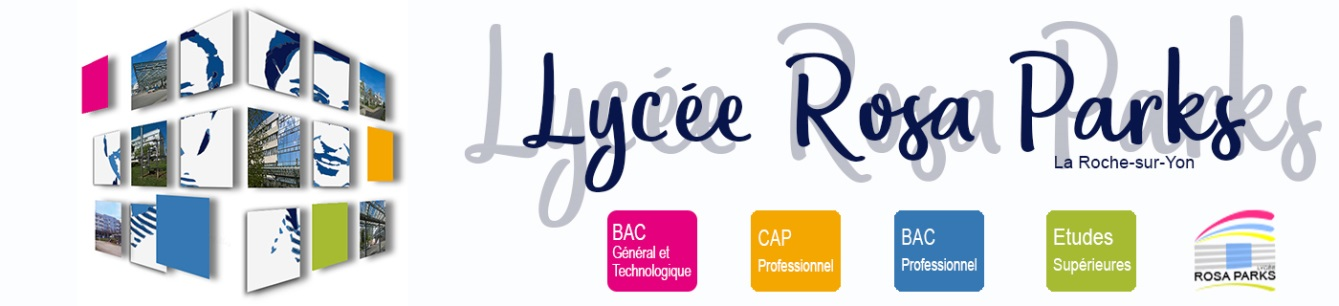 Lycée Rosa Parks
La Roche-sur-Yon
BAC
Général et
Technologique
CAP
Professionnel
BAC
Professionnel
Etudes
Supérieures
LYCÉE
ROSA PARKS